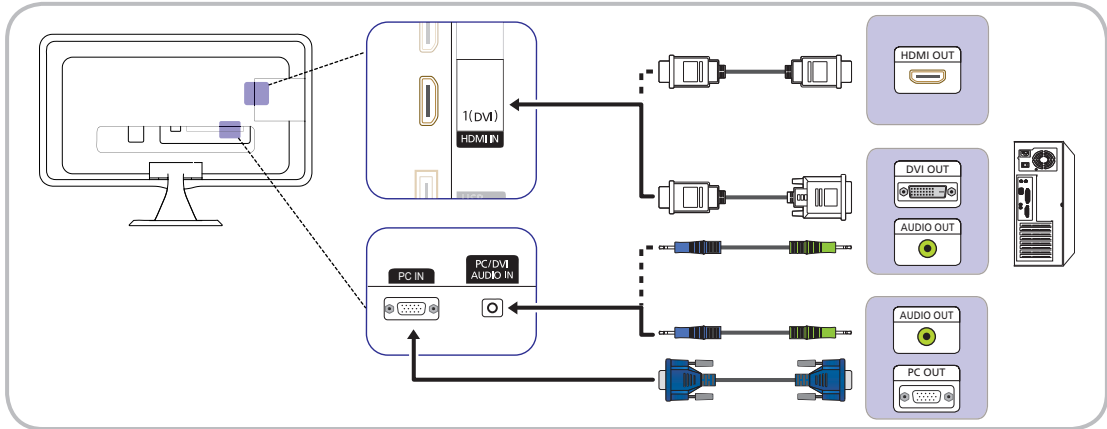 HDMI OUT
1(DVI)
HDMI IN
DVI OUT
AUDIO OUT
PC IN
PC/DVI
AUDIO IN
AUDIO OUT
PC OUT